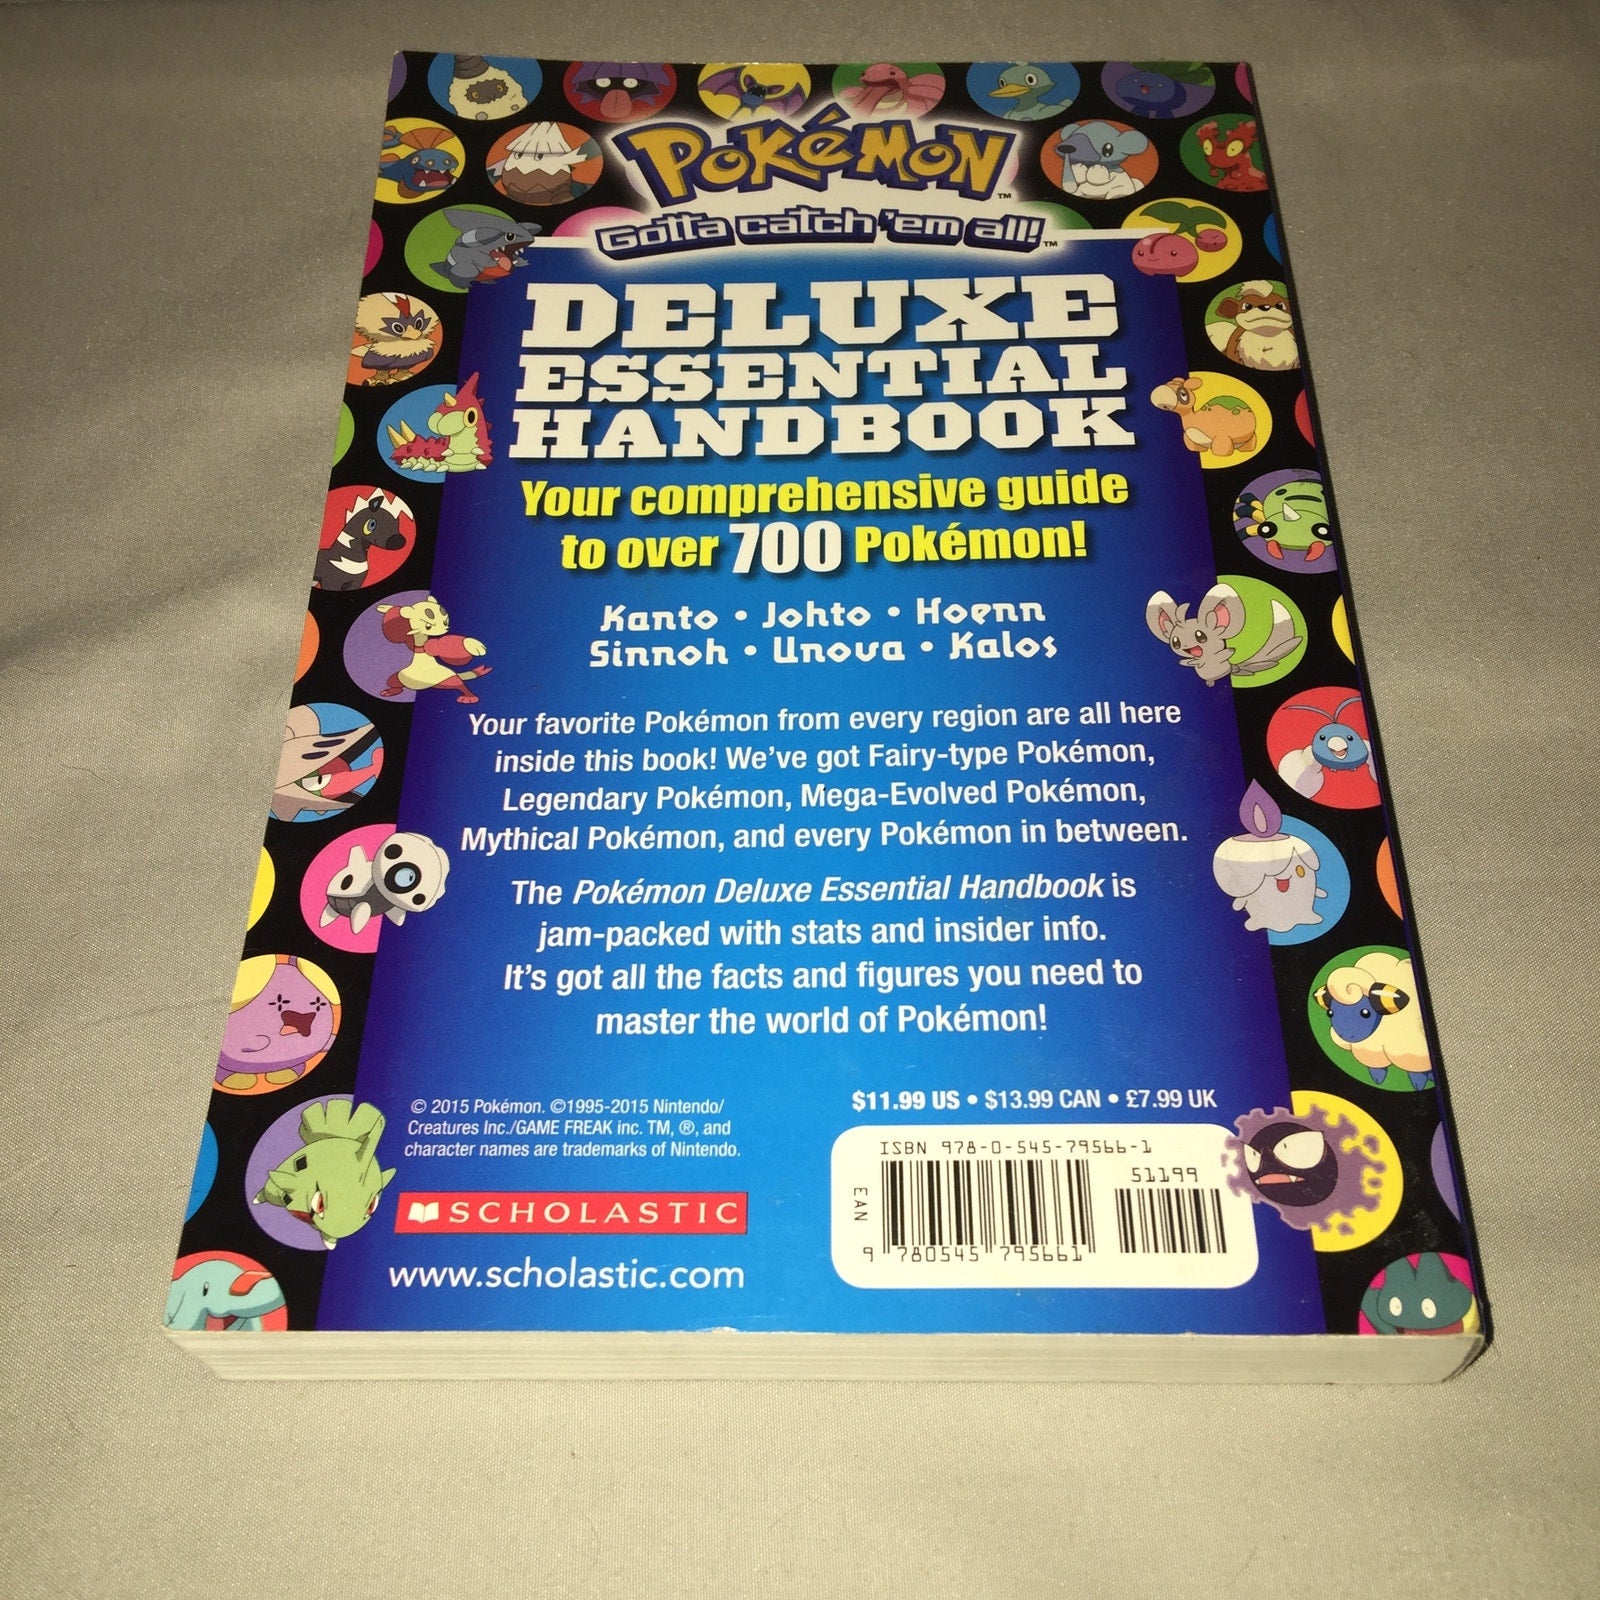 POKéMON™
Gotta catch 'em all!™
DELUXE
ESSENTIAL
HANDBOOK
Your comprehensive guide
to over 700 Pokémon!
Kanto • Johto • Hoenn
Sinnoh • Unova • Kalos
Your favorite Pokémon from every region are all here
inside this book! We've got Fairy-type Pokémon,
Legendary Pokémon, Mega-Evolved Pokémon,
Mythical Pokémon, and every Pokémon in between.
The Pokémon Deluxe Essential Handbook is
jam-packed with stats and insider info.
It's got all the facts and figures you need to
master the world of Pokémon!
© 2015 Pokémon. ©1995-2015 Nintendo/
Creatures Inc./GAME FREAK inc. TM, ®, and
character names are trademarks of Nintendo.
SCHOLASTIC
www.scholastic.com
$11.99 US • $13.99 CAN • £7.99 UK
ISBN 978-0-545-79566-1
51199
EAN
9 780545 795661